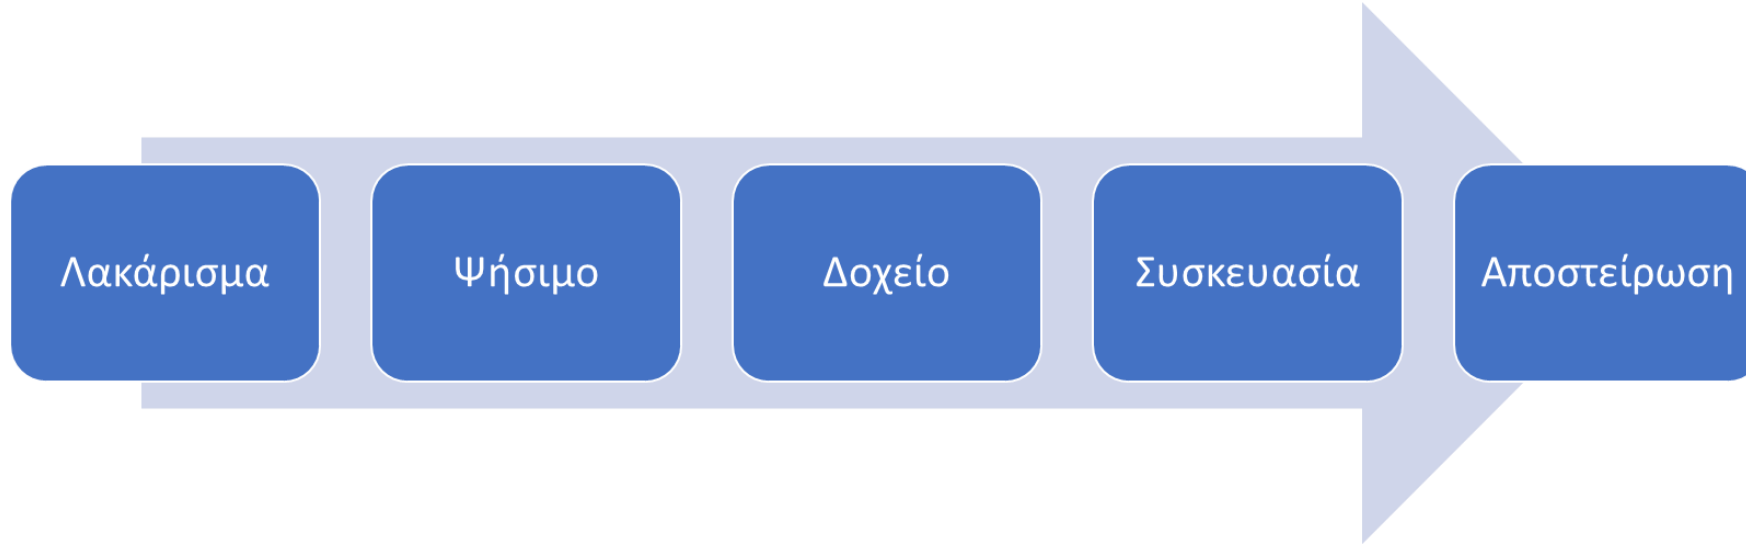 Λακάρισμα
Ψήσιμο
Δοχείο
Συσκευασία
Αποστείρωση